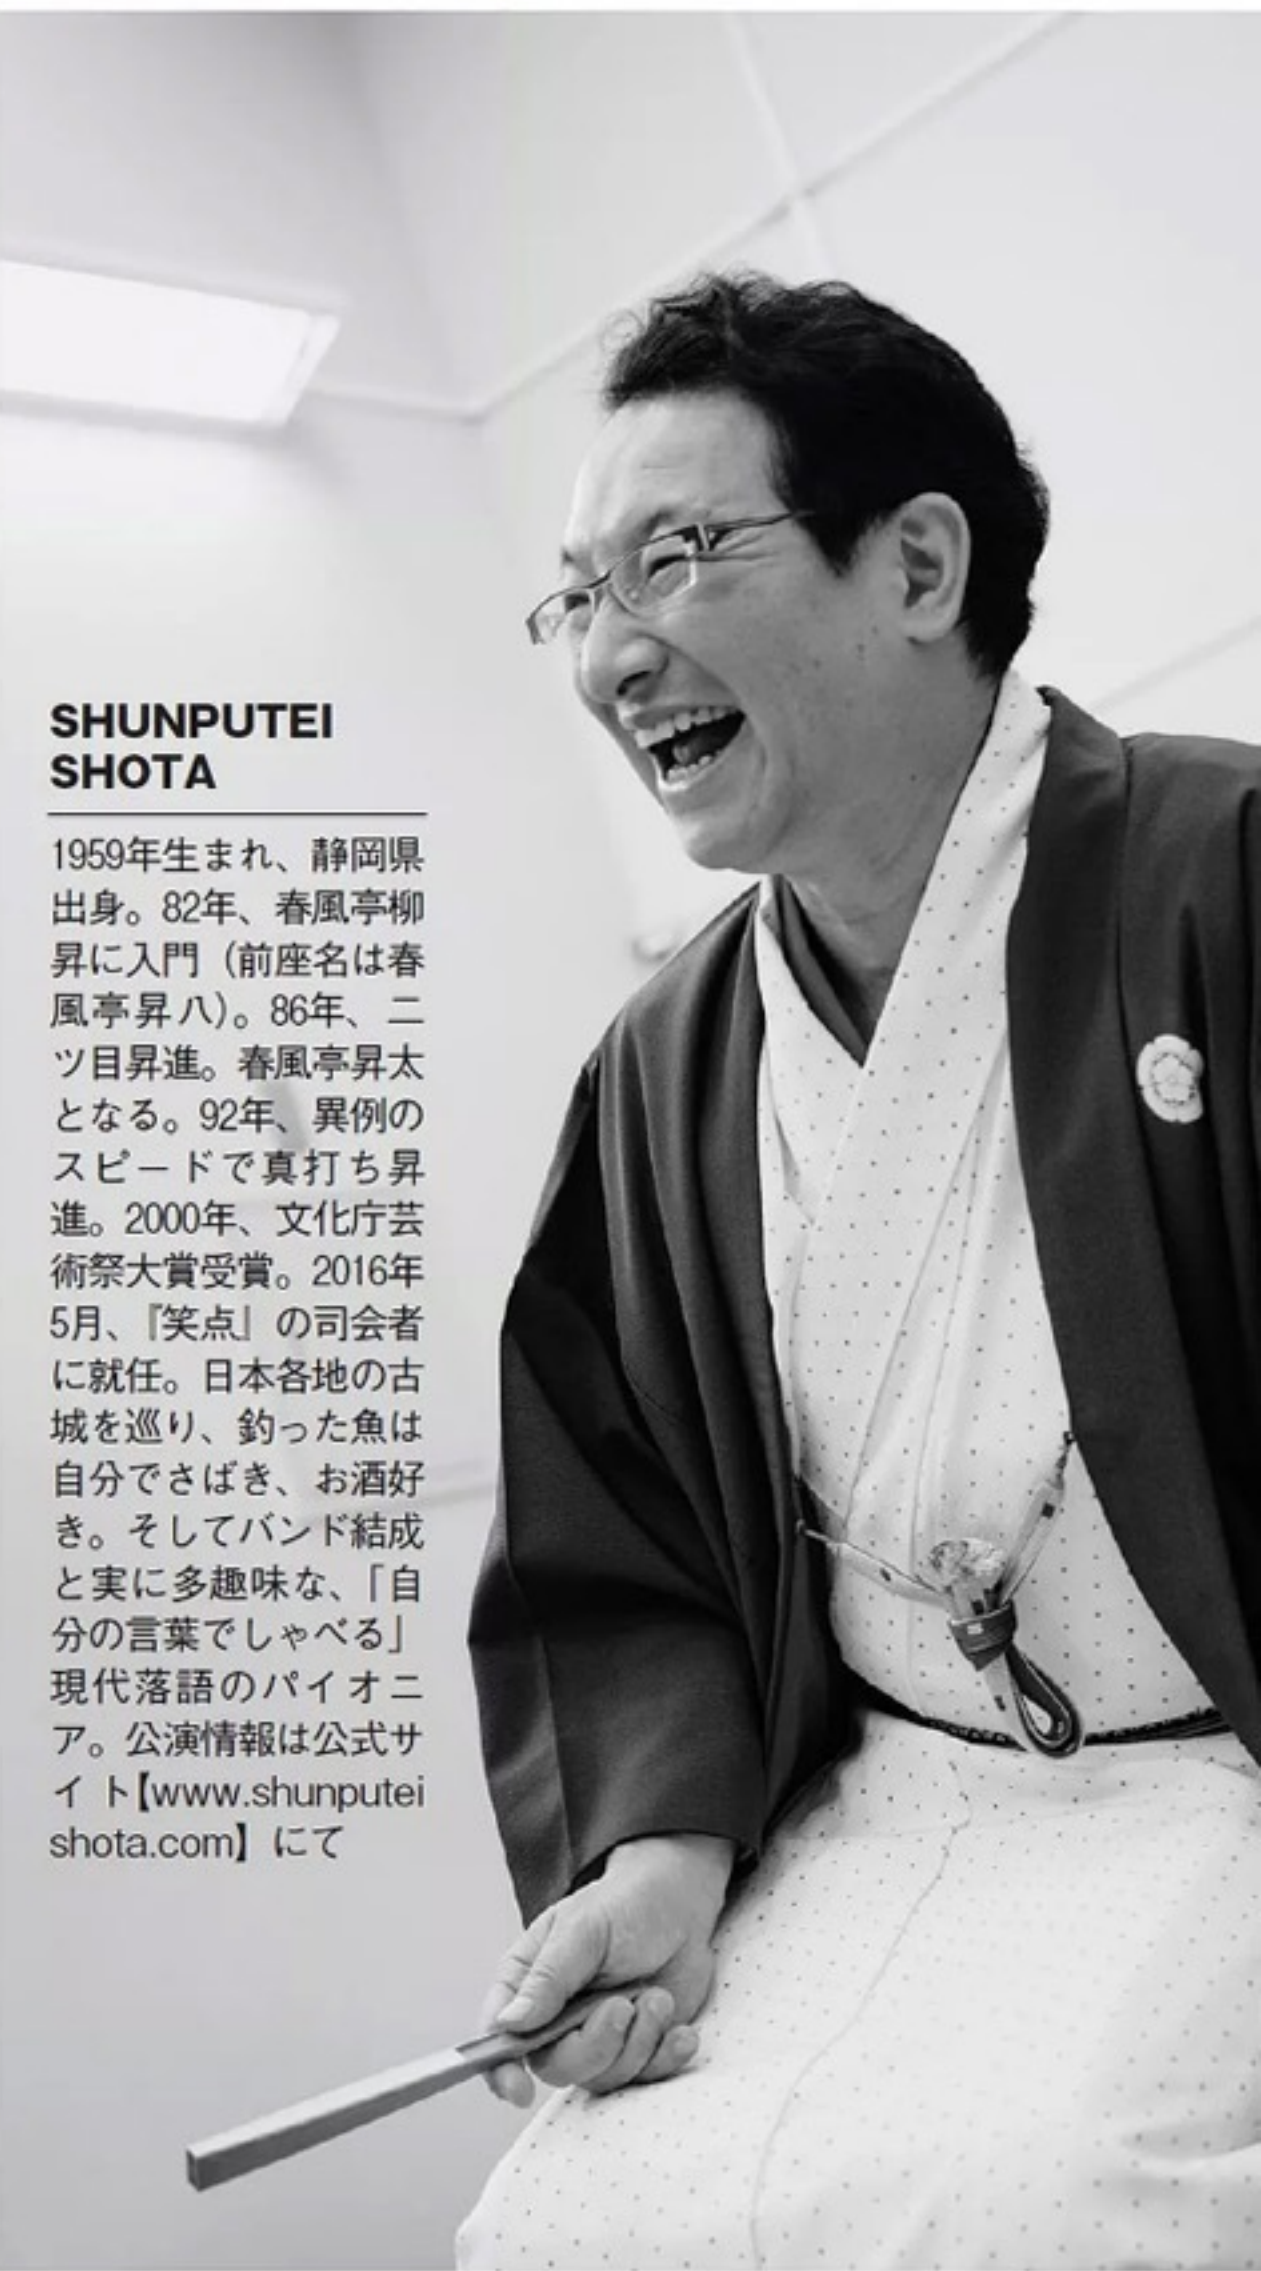 SHUNPUTEI
SHOTA
1959年生まれ、静岡県
出身。82年、春風亭柳
昇に入門（前座名は春
風亭昇八）。86年、二
ツ目昇進。春風亭昇太
となる。92年、異例の
スピードで真打ち昇
進。2000年、文化庁芸
術祭大賞受賞。2016年
5月、『笑点』の司会者
に就任。日本各地の古
城を巡り、釣った魚は
自分でさばき、お酒好
き。そしてバンド結成
と実に多趣味な、「自
分の言葉でしゃべる」
現代落語のパイオニ
ア。公演情報は公式サ
イト【www.shunputei
shota.com】にて